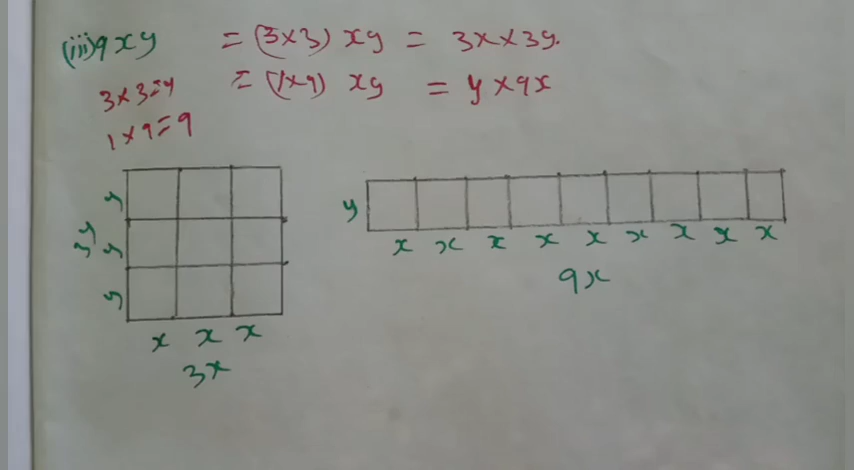 (iii) 9xy = (3×3) xy = 3x × 3y.
3×3=9 = (1×9) xy = y × 9x
1×9=9
y
3y y
y
x x x
3x
y
x x x x x x x x x
9x